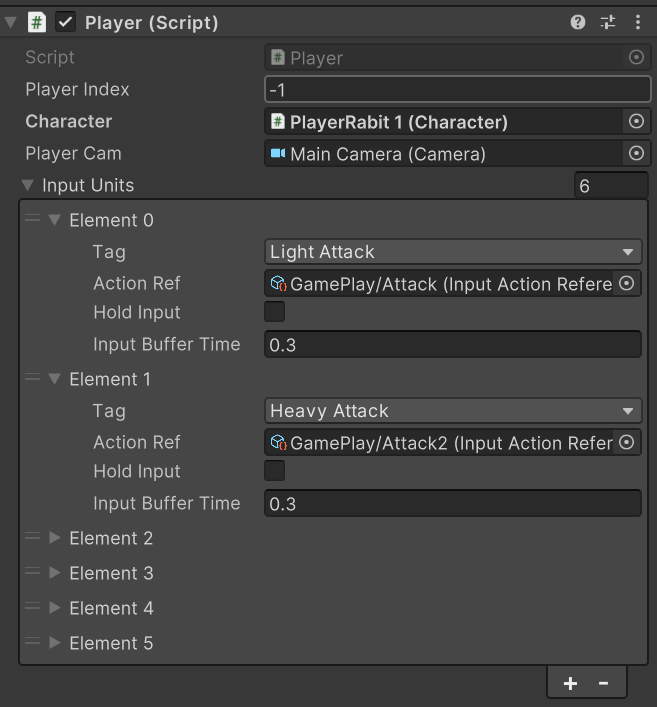 Player (Script)
Script Player
Player Index -1
Character PlayerRabit 1 (Character)
Player Cam Main Camera (Camera)
Input Units 6
Element 0
Tag Light Attack
Action Ref GamePlay/Attack (Input Action Refere
Hold Input
Input Buffer Time 0.3
Element 1
Tag Heavy Attack
Action Ref GamePlay/Attack2 (Input Action Refer
Hold Input
Input Buffer Time 0.3
Element 2
Element 3
Element 4
Element 5
+ -